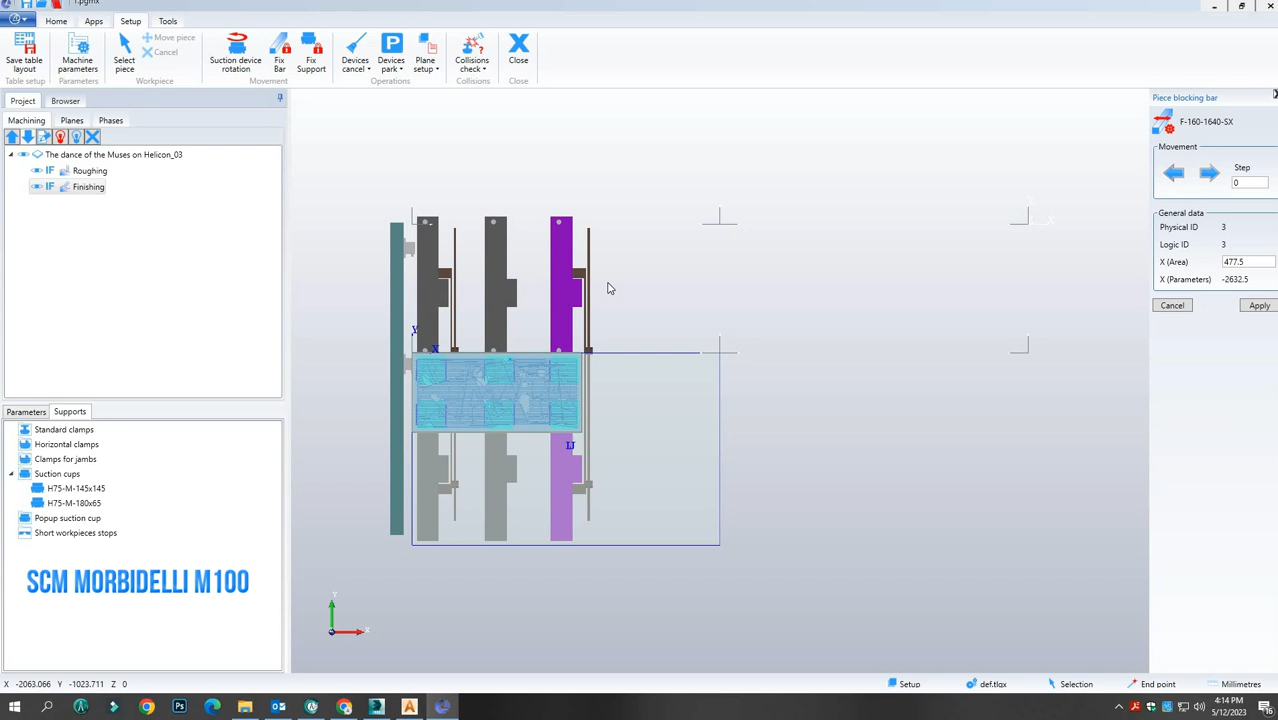 1.pgmx
Home Apps Setup Tools
Save table layout
Machine parameters
Select piece
Move piece
Cancel
Suction device rotation
Fix Bar
Fix Support
Devices cancel
Devices park
Plane setup
Collisions check
Close
Table setup Parameters Workpiece Movement Operations Collisions Close
Project Browser
Machining Planes Phases
The dance of the Muses on Helicon_03
IF Roughing
IF Finishing
Parameters Supports
Standard clamps
Horizontal clamps
Clamps for jambs
Suction cups
H75-M-145x145
H75-M-180x65
Popup suction cup
Short workpieces stops
SCM MORBIDELLI M100
Y
X
IJ
X
Y
X
Piece blocking bar
F-160-1640-SX
Movement
Step
0
General data
Physical ID 3
Logic ID 3
X (Area) 477.5
X (Parameters) -2632.5
Cancel Apply
X -2063.066 Y -1023.711 Z 0
Setup def.tlgx Selection End point Millimetres
4:14 PM
5/12/2023